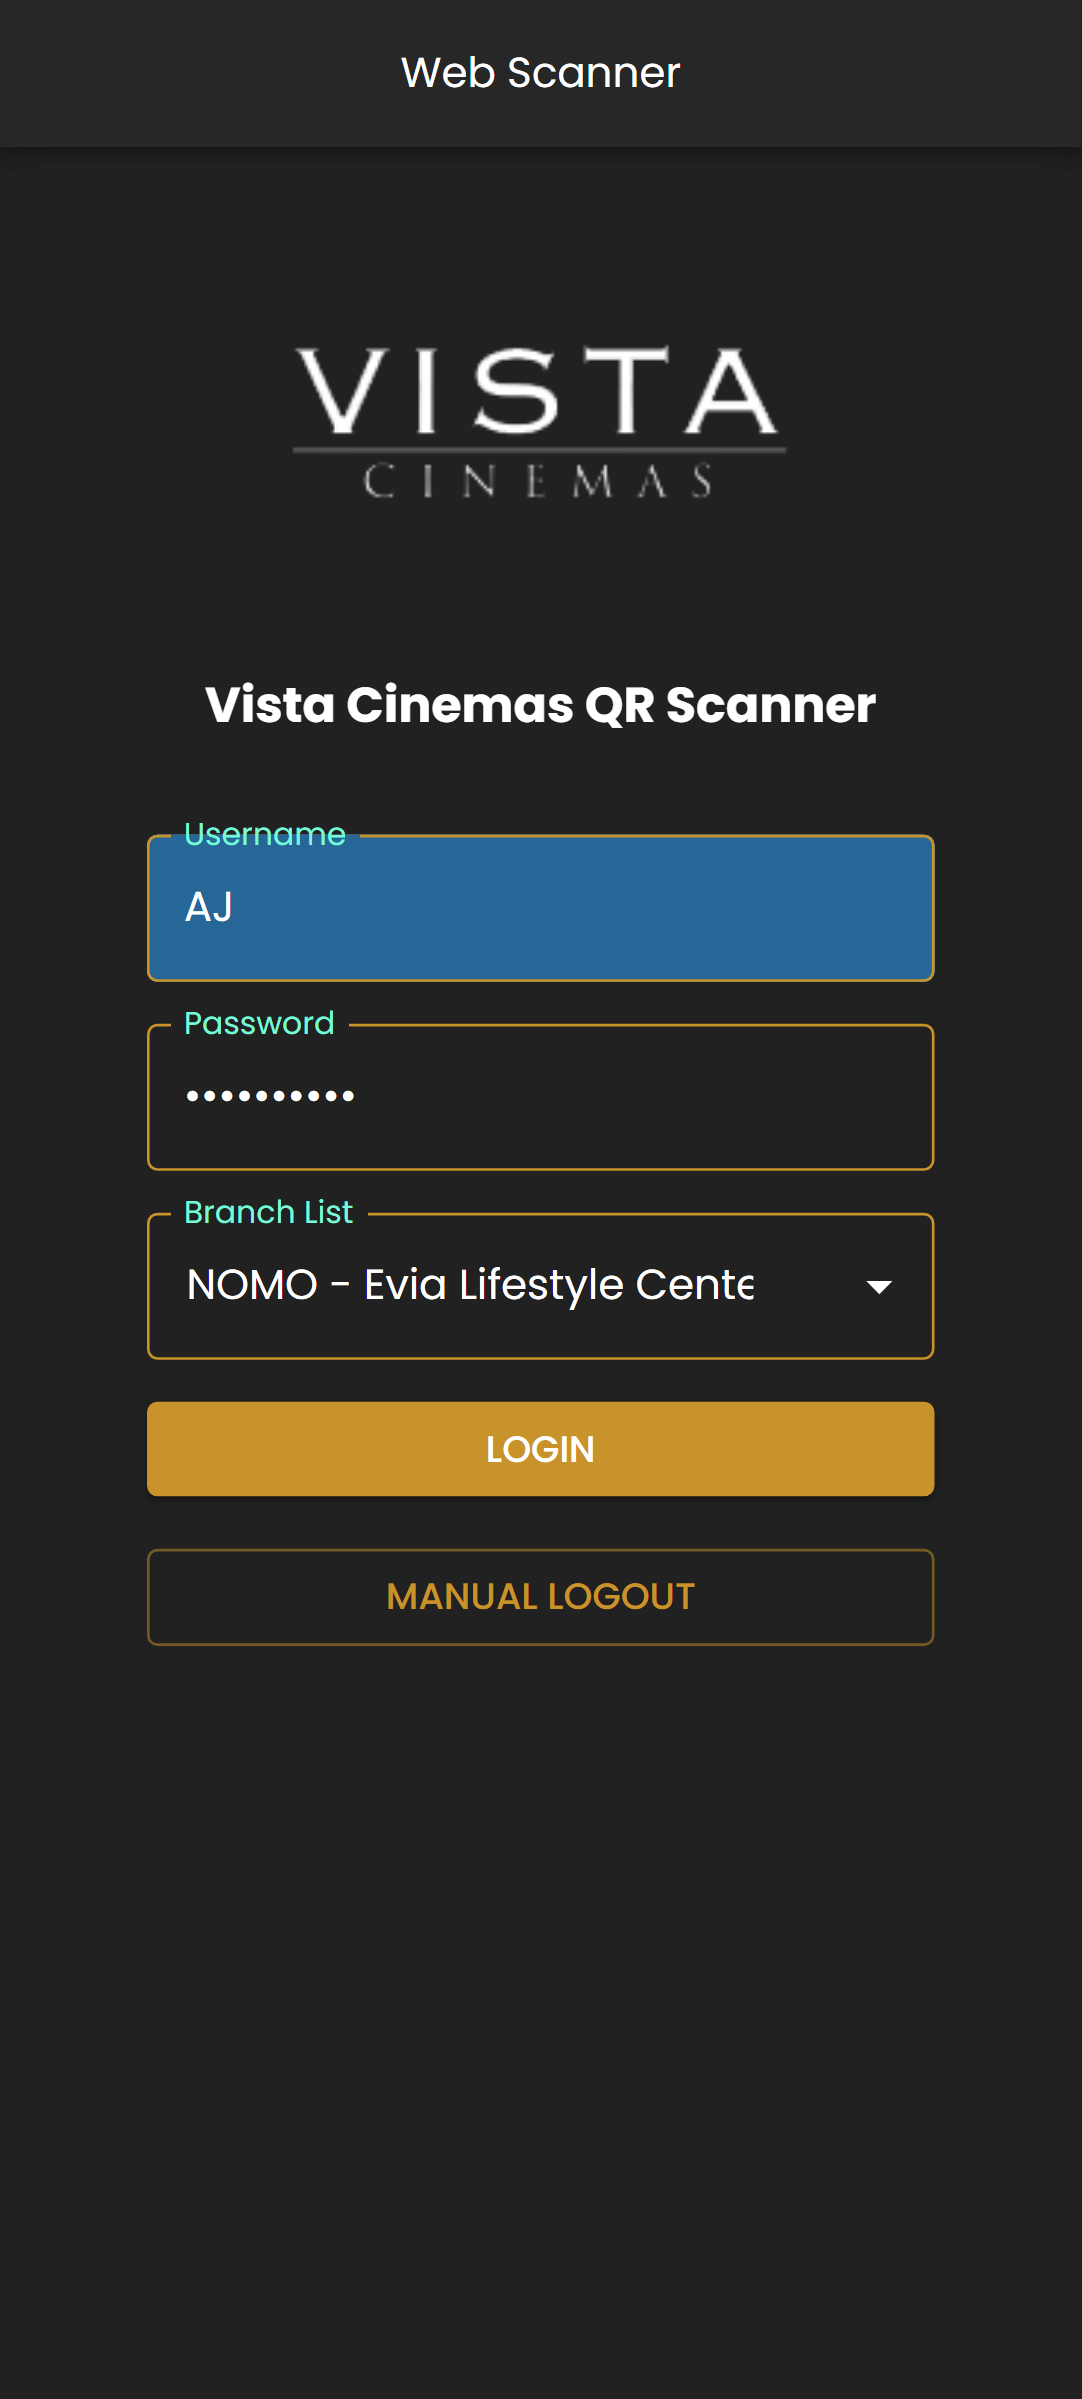 Web Scanner
VISTA
CINEMAS
Vista Cinemas QR Scanner
Username
AJ
Password
••••••••••
Branch List
NOMO - Evia Lifestyle Cente
LOGIN
MANUAL LOGOUT